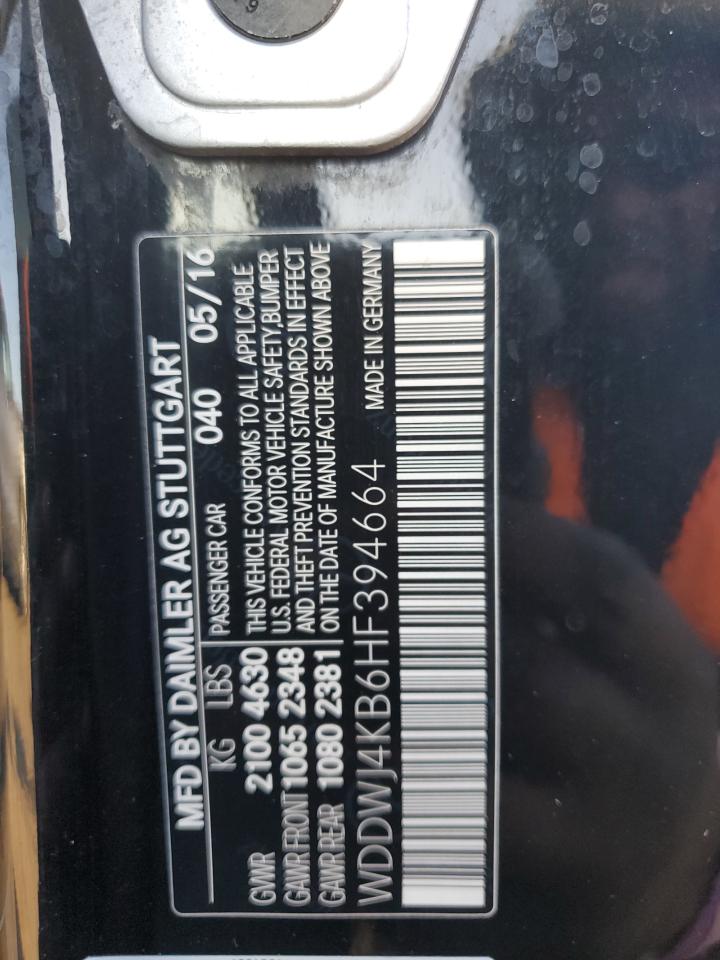 MFD BY DAIMLER AG STUTTGART
KG LBS PASSENGER CAR 040 05/16
GWR 2100 4630 THIS VEHICLE CONFORMS TO ALL APPLICABLE
U.S. FEDERAL MOTOR VEHICLE SAFETY,BUMPER
GAWR FRONT 1065 2348 AND THEFT PREVENTION STANDARDS IN EFFECT
GAWR REAR 1080 2381 ON THE DATE OF MANUFACTURE SHOWN ABOVE
WDDWJ4KB6HF394664 MADE IN GERMANY